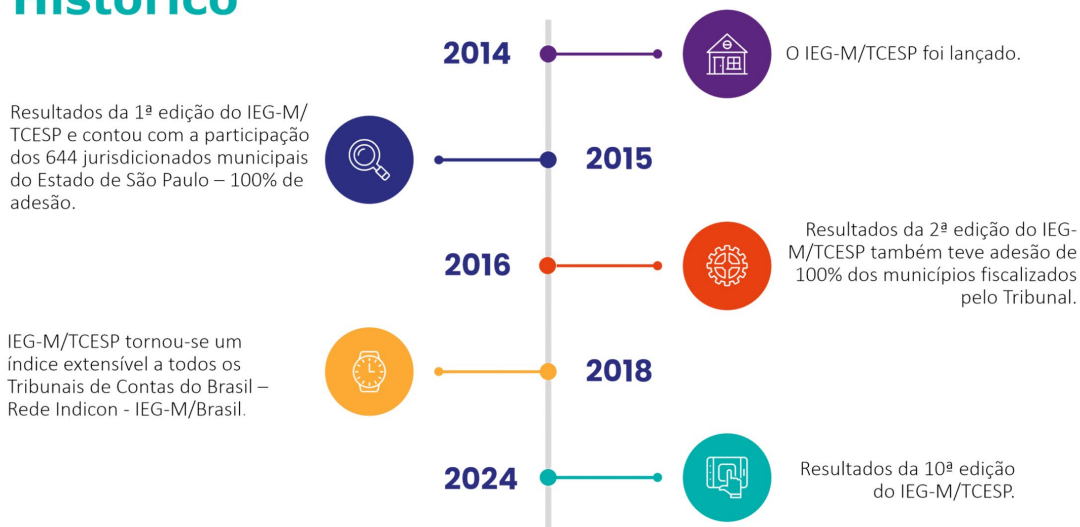 Histórico
2014
O IEG-M/TCESP foi lançado.
Resultados da 1ª edição do IEG-M/
TCESP e contou com a participação
dos 644 jurisdicionados municipais
do Estado de São Paulo – 100% de
adesão.
2015
2016
Resultados da 2ª edição do IEG-
M/TCESP também teve adesão de
100% dos municípios fiscalizados
pelo Tribunal.
IEG-M/TCESP tornou-se um
índice extensível a todos os
Tribunais de Contas do Brasil –
Rede Indicon - IEG-M/Brasil.
2018
2024
Resultados da 10ª edição
do IEG-M/TCESP.